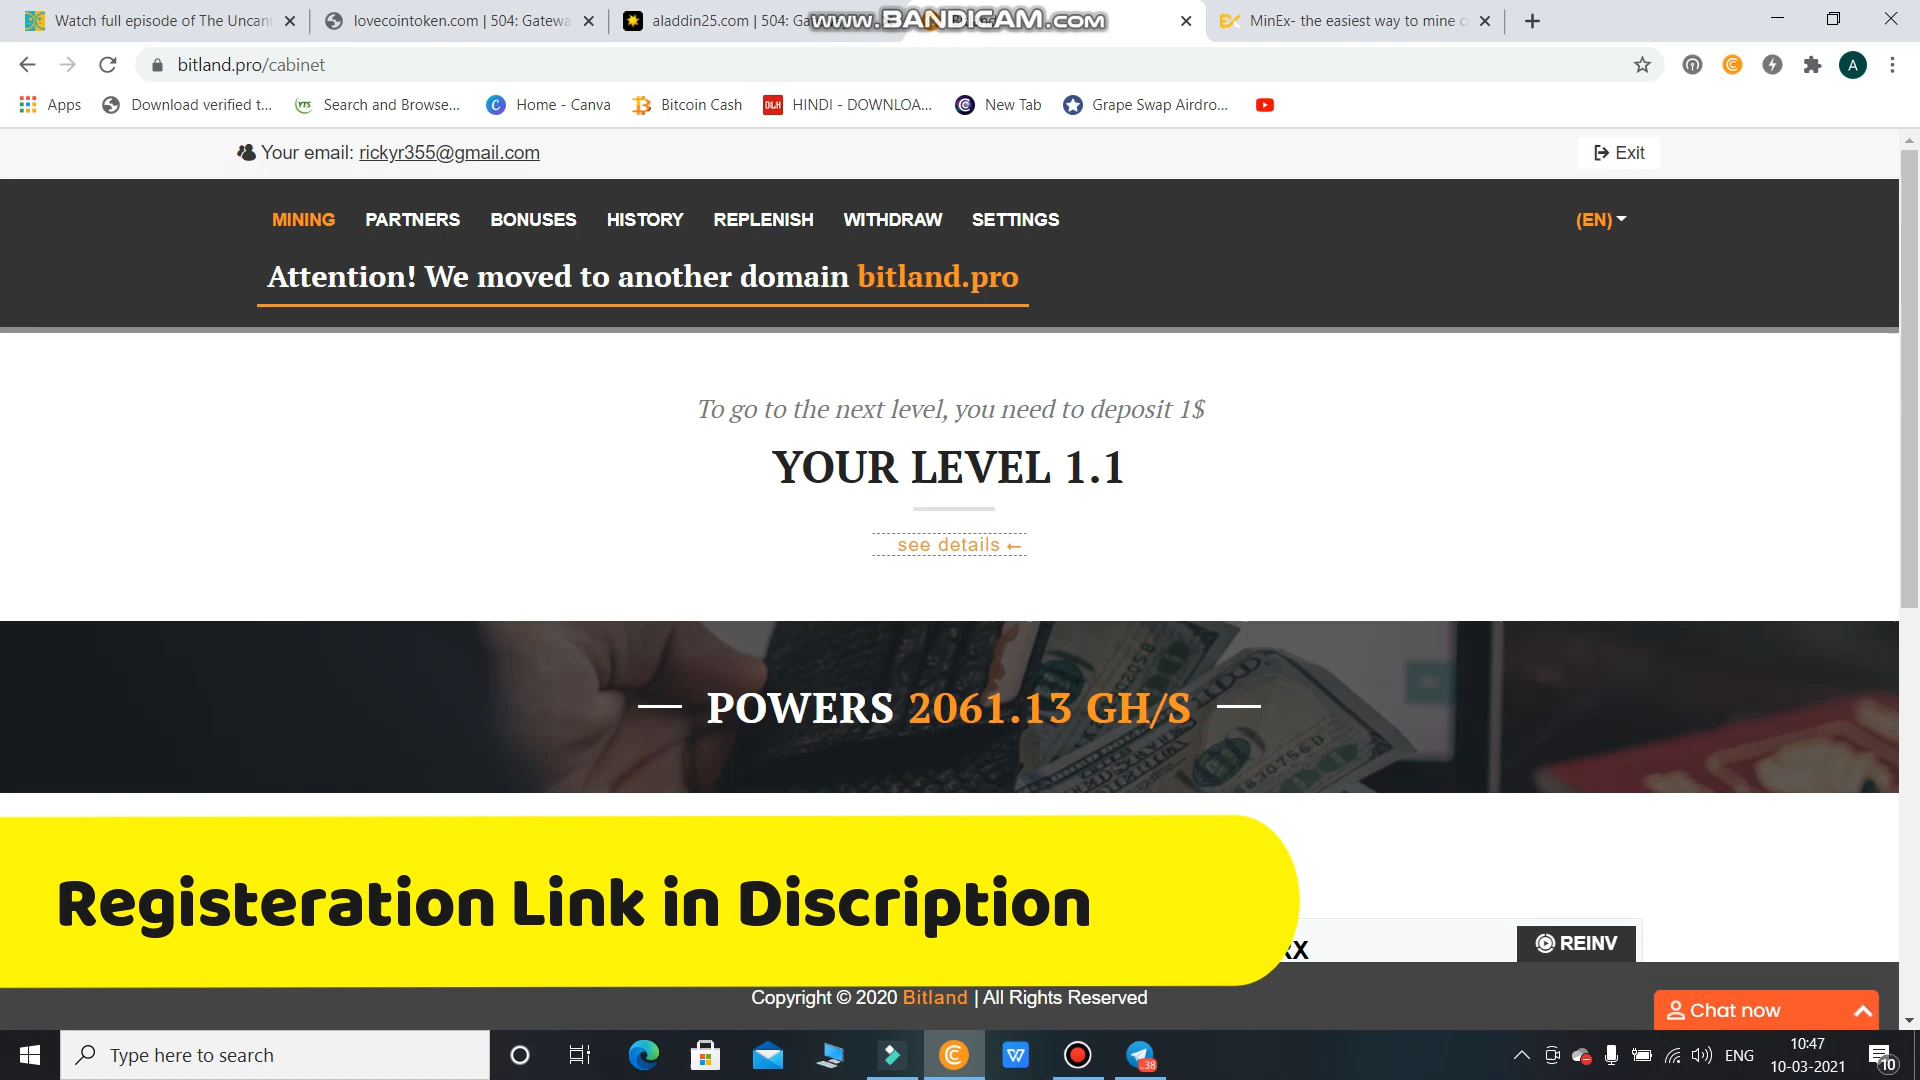 Watch full episode of The Uncan
lovecointoken.com | 504: Gatewa
aladdin25.com | 504: Ga
www.BANDICAM.com
MinEx- the easiest way to mine c
bitland.pro/cabinet
A
Apps
Download verified t...
Search and Browse...
Home - Canva
Bitcoin Cash
HINDI - DOWNLOA...
New Tab
Grape Swap Airdro...
Your email: rickyr355@gmail.com
Exit
MINING
PARTNERS
BONUSES
HISTORY
REPLENISH
WITHDRAW
SETTINGS
(EN)
Attention! We moved to another domain bitland.pro
To go to the next level, you need to deposit 1$
YOUR LEVEL 1.1
see details ←
POWERS 2061.13 GH/S
Registeration Link in Discription
RX
REINV
Copyright © 2020 Bitland | All Rights Reserved
Chat now
Type here to search
38
ENG
10:47
10-03-2021
10